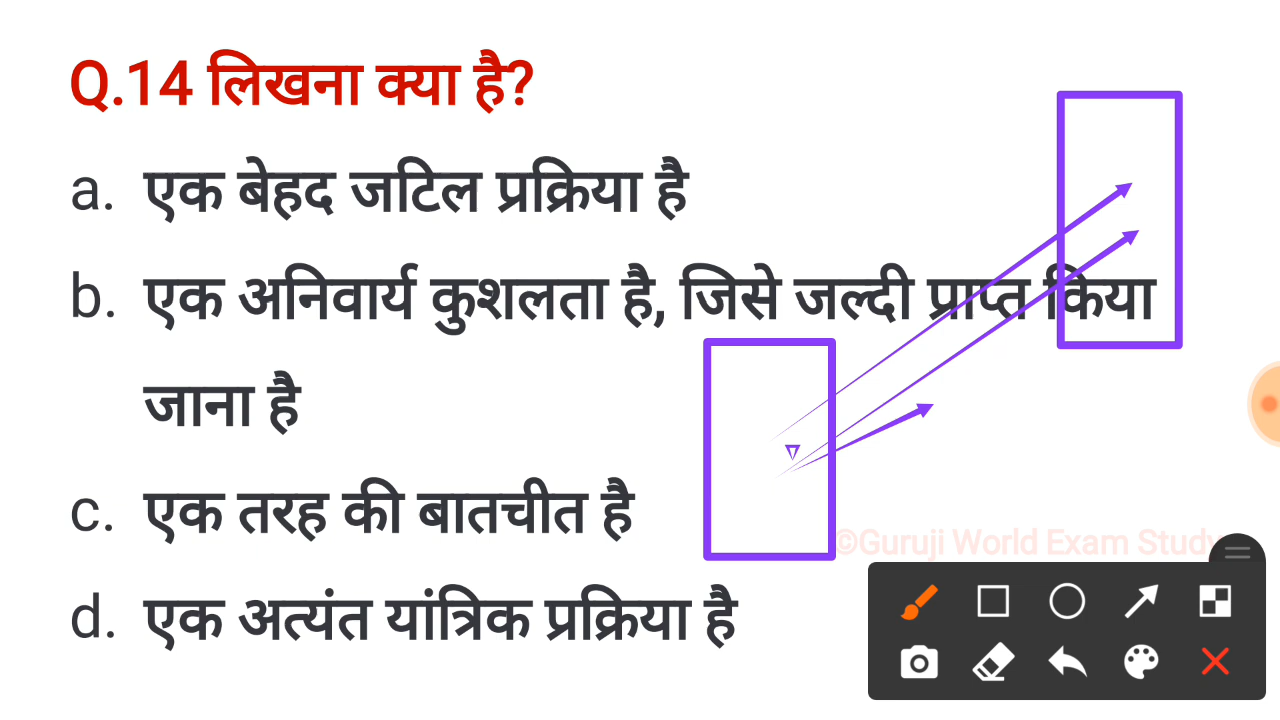 Q.14 लिखना क्या है?
a. एक बेहद जटिल प्रक्रिया है
b. एक अनिवार्य कुशलता है, जिसे जल्दी प्राप्त किया
जाना है
c. एक तरह की बातचीत है
©Guruji World Exam Study
d. एक अत्यंत यांत्रिक प्रक्रिया है